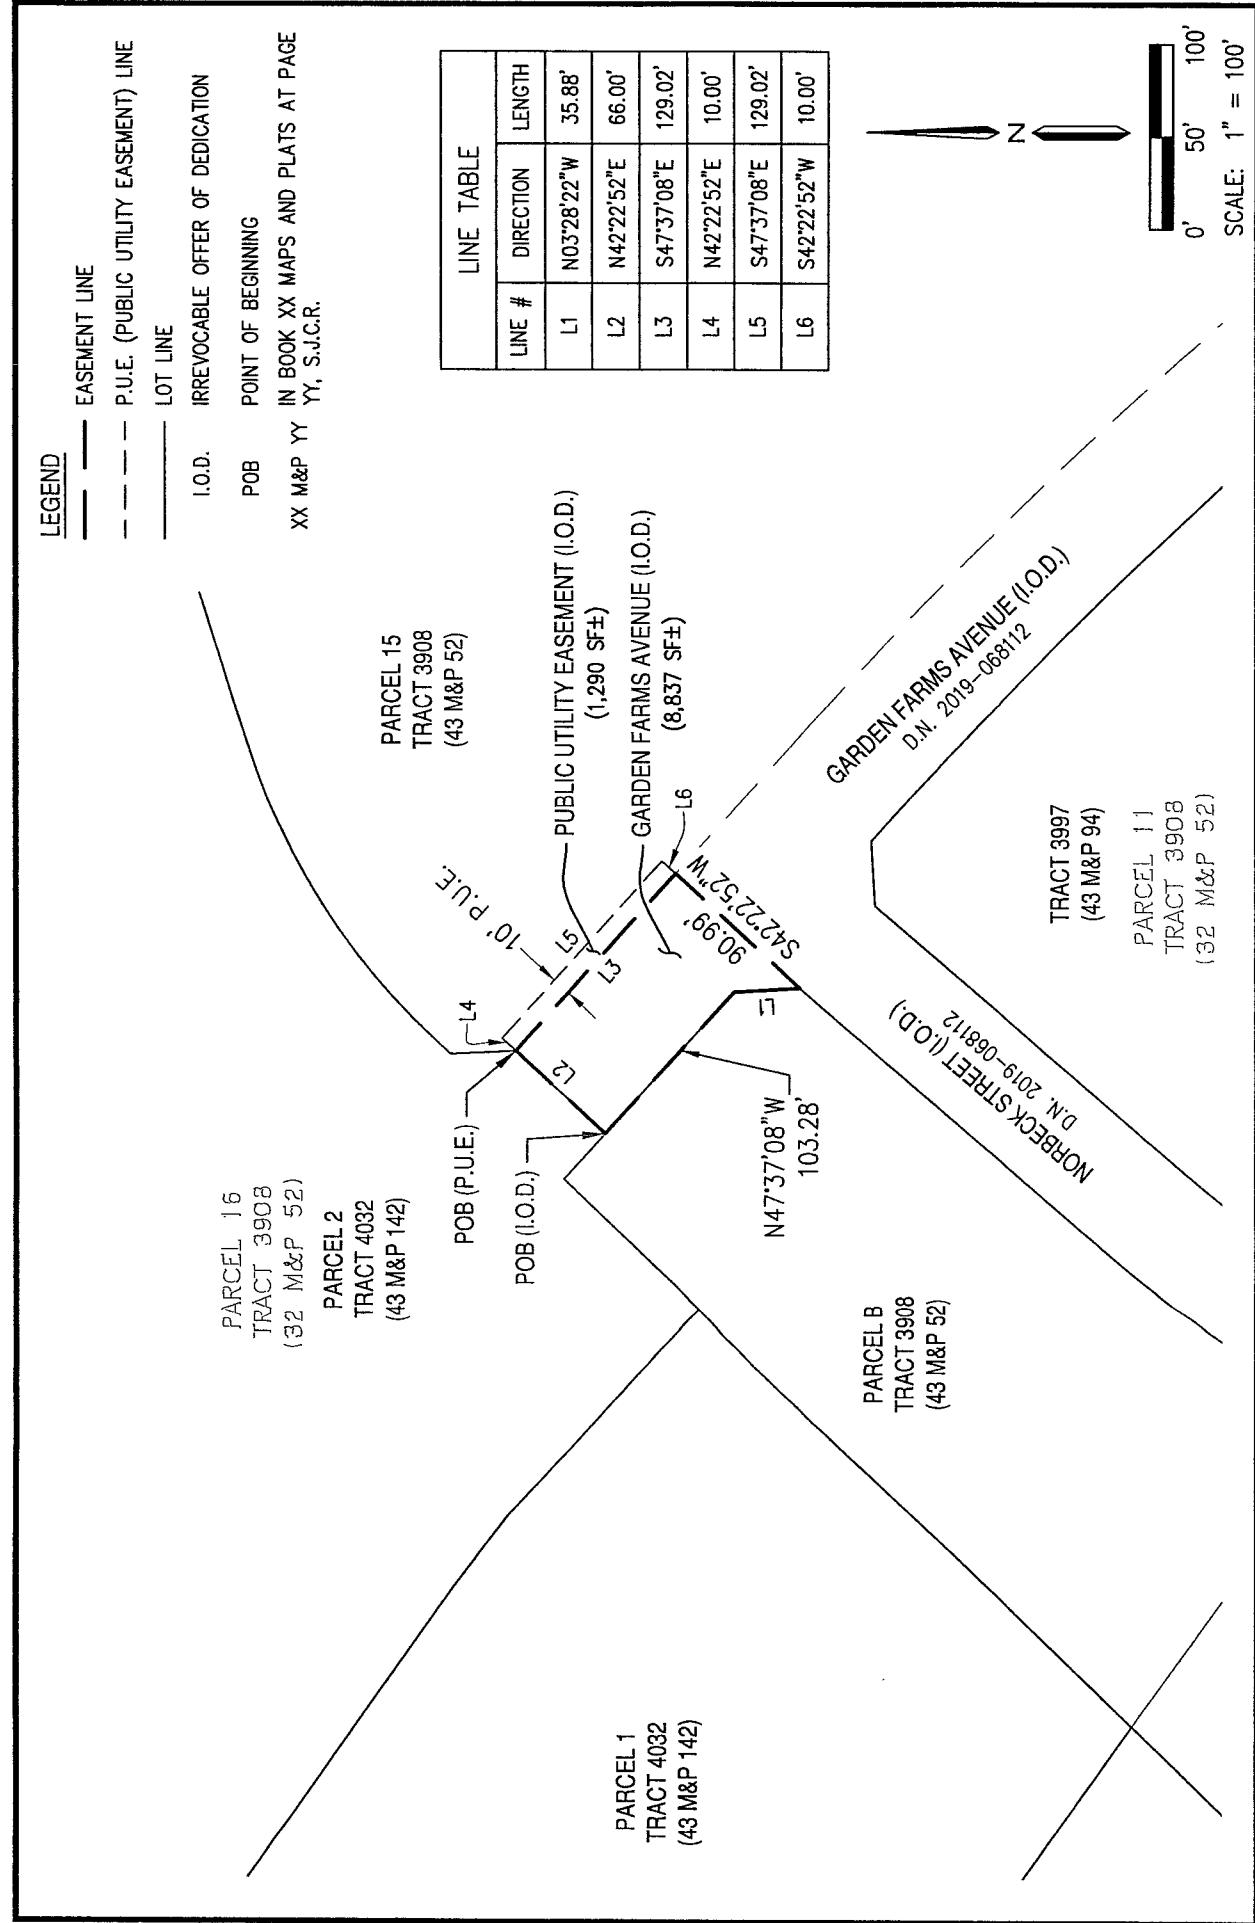 LEGEND
EASEMENT LINE
P.U.E. (PUBLIC UTILITY EASEMENT) LINE
LOT LINE
I.O.D. IRREVOCABLE OFFER OF DEDICATION
POB POINT OF BEGINNING
XX M&P YY IN BOOK XX MAPS AND PLATS AT PAGE
YY, S.J.C.R.
LINE TABLE
LINE # DIRECTION LENGTH
L1 N03°28'22"W 35.88'
L2 N42°22'52"E 66.00'
L3 S47°37'08"E 129.02'
L4 N42°22'52"E 10.00'
L5 S47°37'08"E 129.02'
L6 S42°22'52"W 10.00'
N
0' 50' 100'
SCALE: 1" = 100'
PARCEL 16
TRACT 3908
(32 M&P 52)
PARCEL 2
TRACT 4032
(43 M&P 142)
PARCEL 15
TRACT 3908
(43 M&P 52)
POB (P.U.E.)
POB (I.O.D.)
L4
10' P.U.E.
L5
L3
L2
L6
L1
PUBLIC UTILITY EASEMENT (I.O.D.)
(1,290 SF±)
GARDEN FARMS AVENUE (I.O.D.)
(8,837 SF±)
S42°22'52"W
90.99'
N47°37'08"W
103.28'
GARDEN FARMS AVENUE (I.O.D.)
D.N. 2019-068112
NORBECK STREET (I.O.D.)
D.N. 2019-068112
PARCEL 1
TRACT 4032
(43 M&P 142)
PARCEL B
TRACT 3908
(43 M&P 52)
TRACT 3997
(43 M&P 94)
PARCEL 11
TRACT 3908
(32 M&P 52)